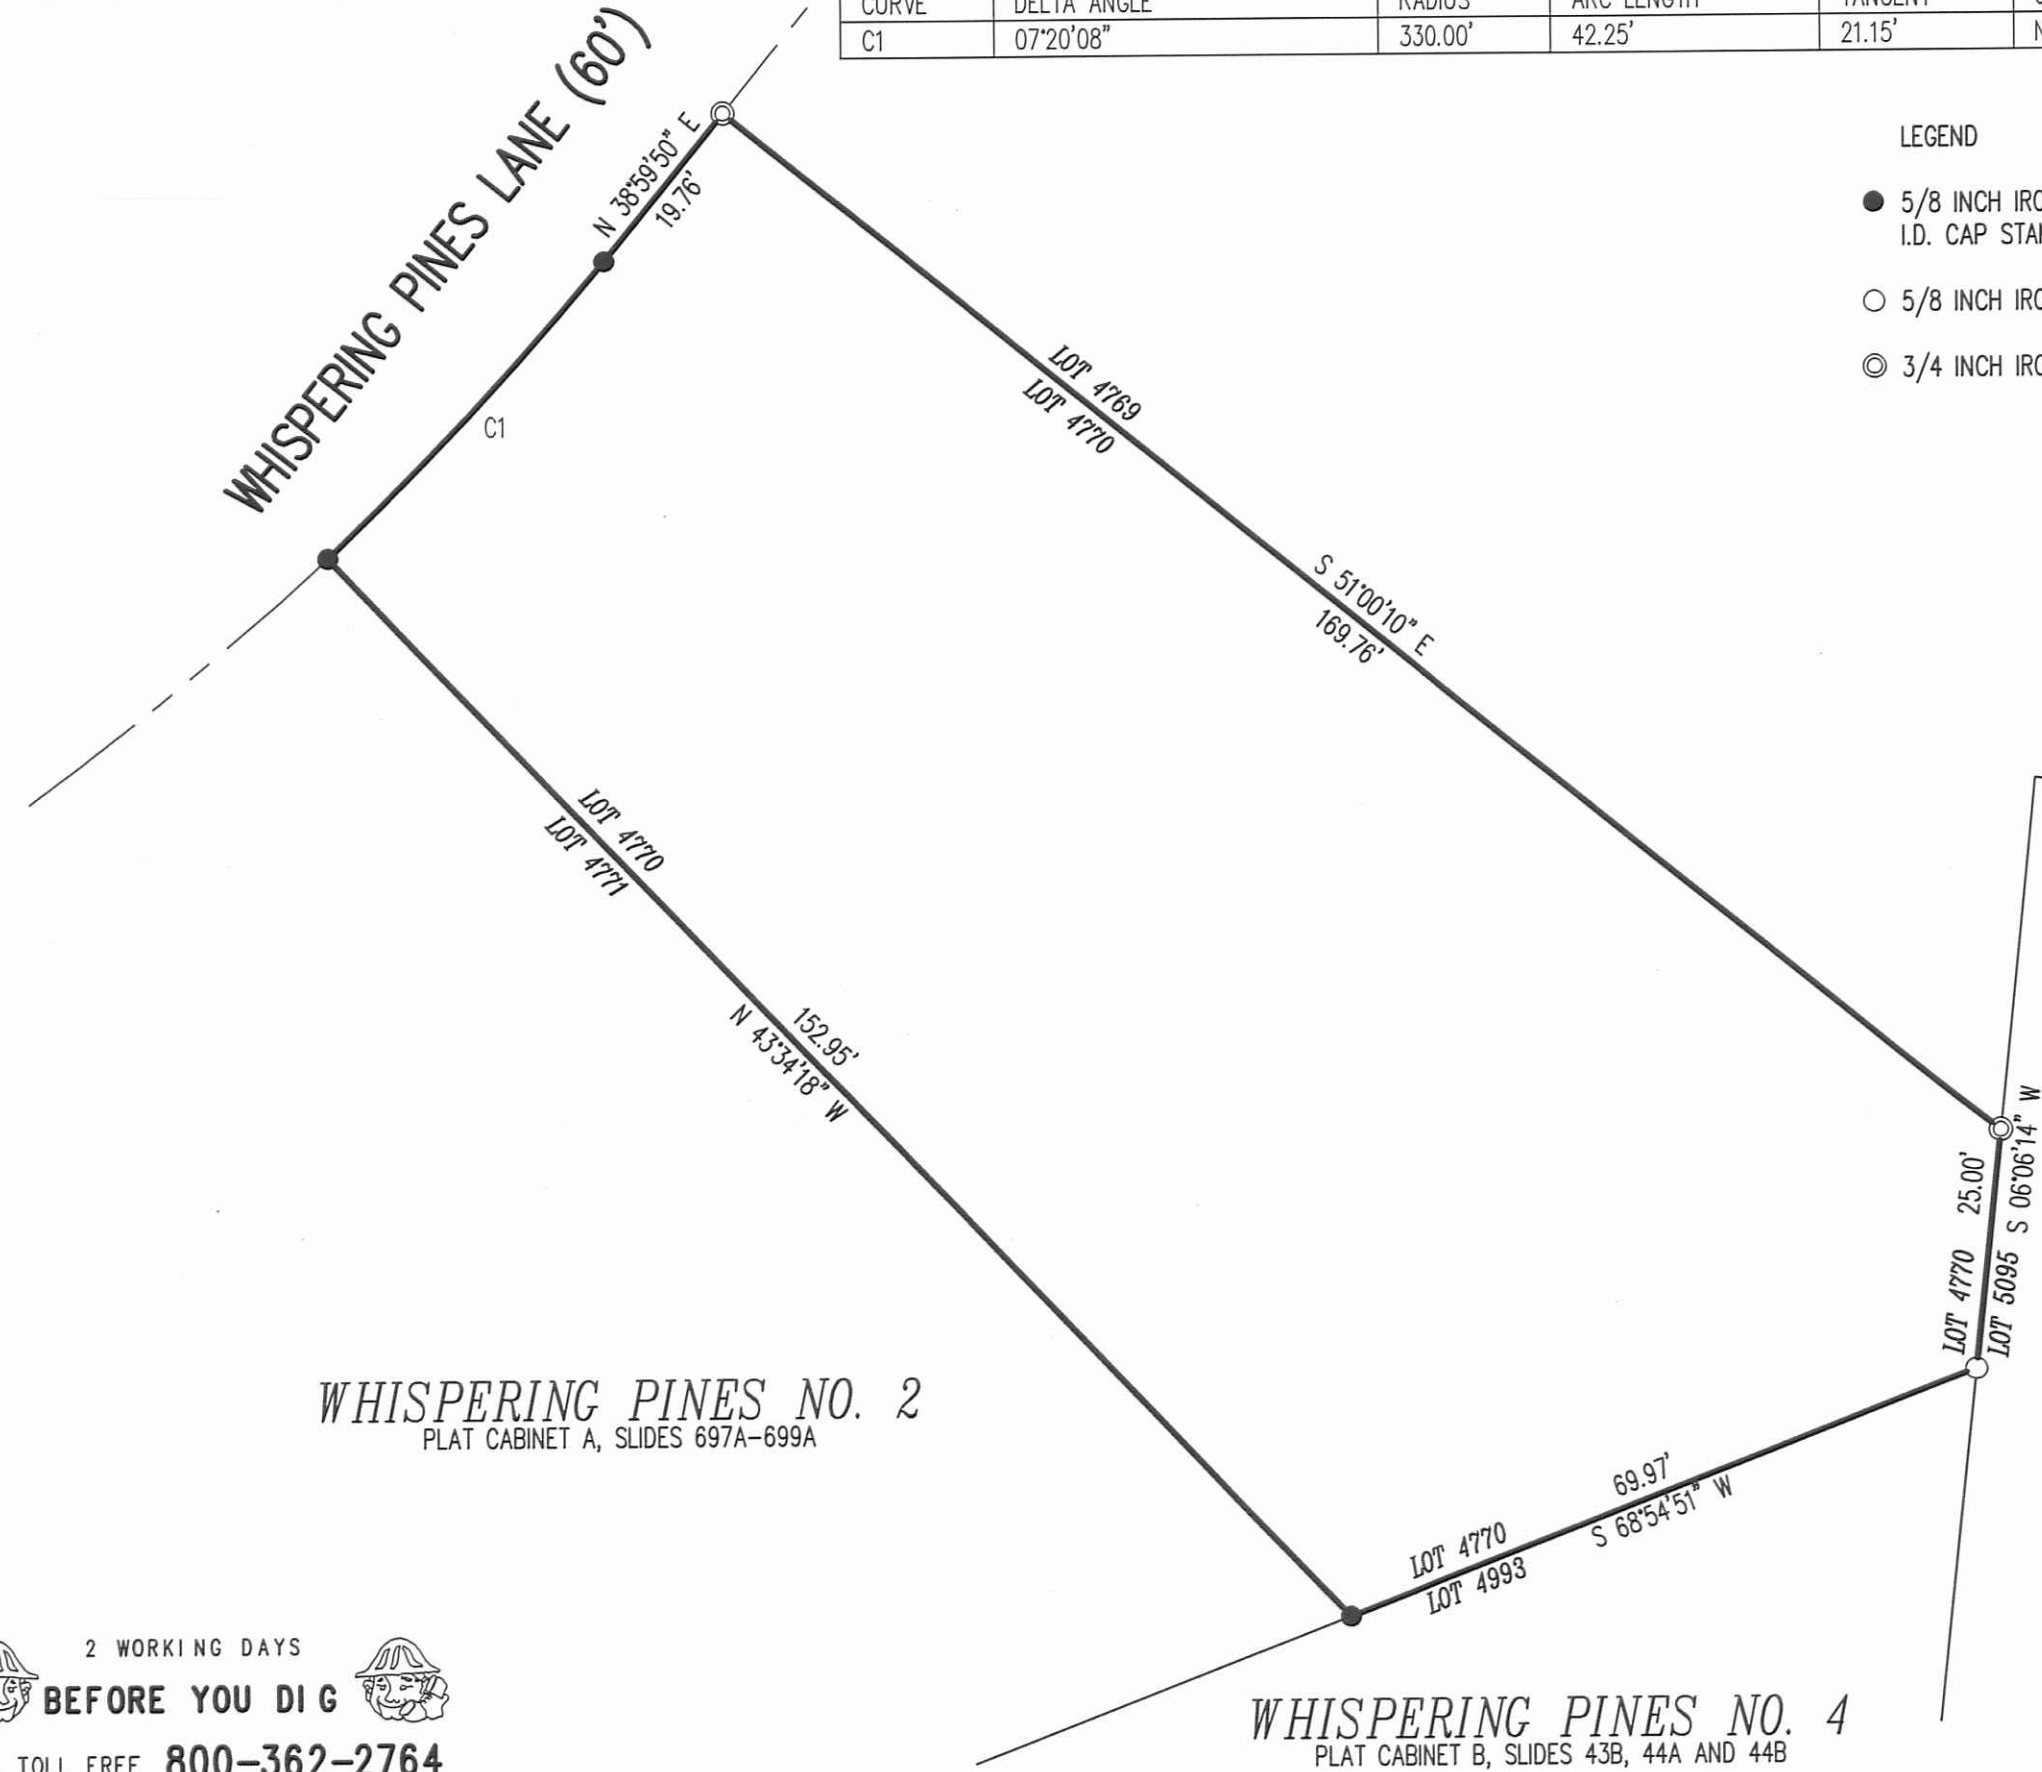 CURVE DELTA ANGLE RADIUS ARC LENGTH TANGENT
C1 07°20'08" 330.00' 42.25' 21.15' N
WHISPERING PINES LANE (60')
N 38°59'50" E
19.76'
C1
LEGEND
5/8 INCH
I.D. CAP
5/8 INCH
3/4 INCH
LOT 4769
LOT 4770
S 51°00'10" E
169.76'
LOT 4770
LOT 4771
152.95'
N 43°34'18" W
LOT 4770 25.00'
LOT 5095 S 06°06'14" W
69.97'
S 68°54'51" W
LOT 4770
LOT 4993
WHISPERING PINES NO. 2
PLAT CABINET A, SLIDES 697A-699A
2 WORKING DAYS
BEFORE YOU DIG
TOLL FREE 800-362-2764
WHISPERING PINES NO. 4
PLAT CABINET B, SLIDES 43B, 44A AND 44B